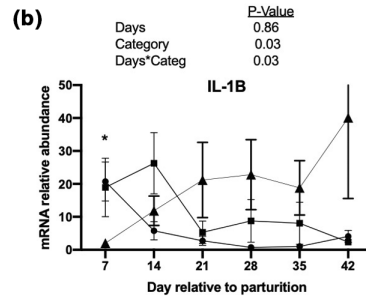 (b)
P-Value
Days 0.86
Category 0.03
Days*Categ 0.03
IL-1B
mRNA relative abundance
50
40
30
20
10
0
*
7 14 21 28 35 42
Day relative to parturition